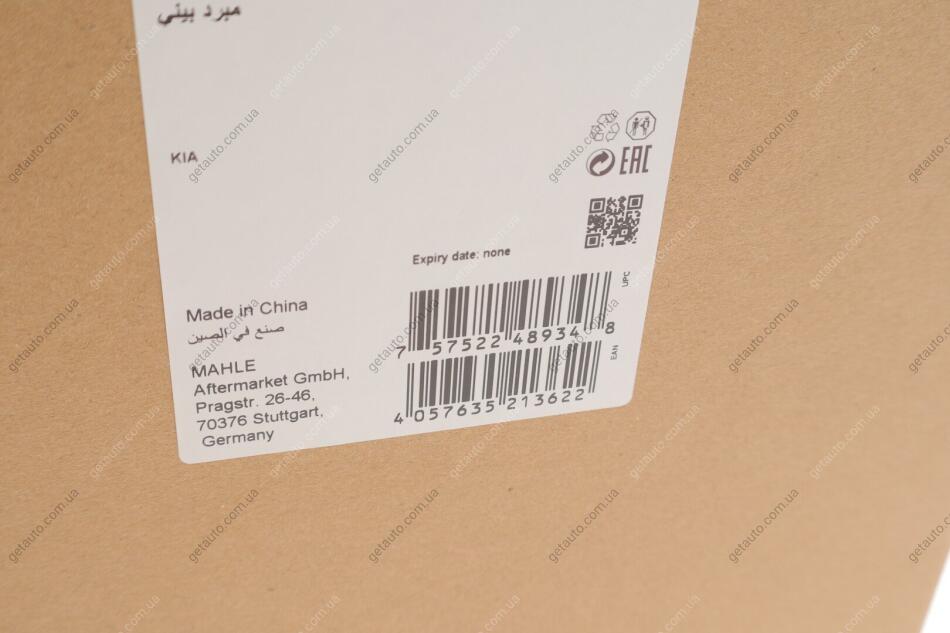 مبرد بيني
KIA
EAC
Expiry date: none
UPC
Made in China
صنع في الصين
7 57522 48934 8
EAN
MAHLE
Aftermarket GmbH,
Pragstr. 26-46,
70376 Stuttgart,
Germany
4 057635 213622
getauto.com.ua